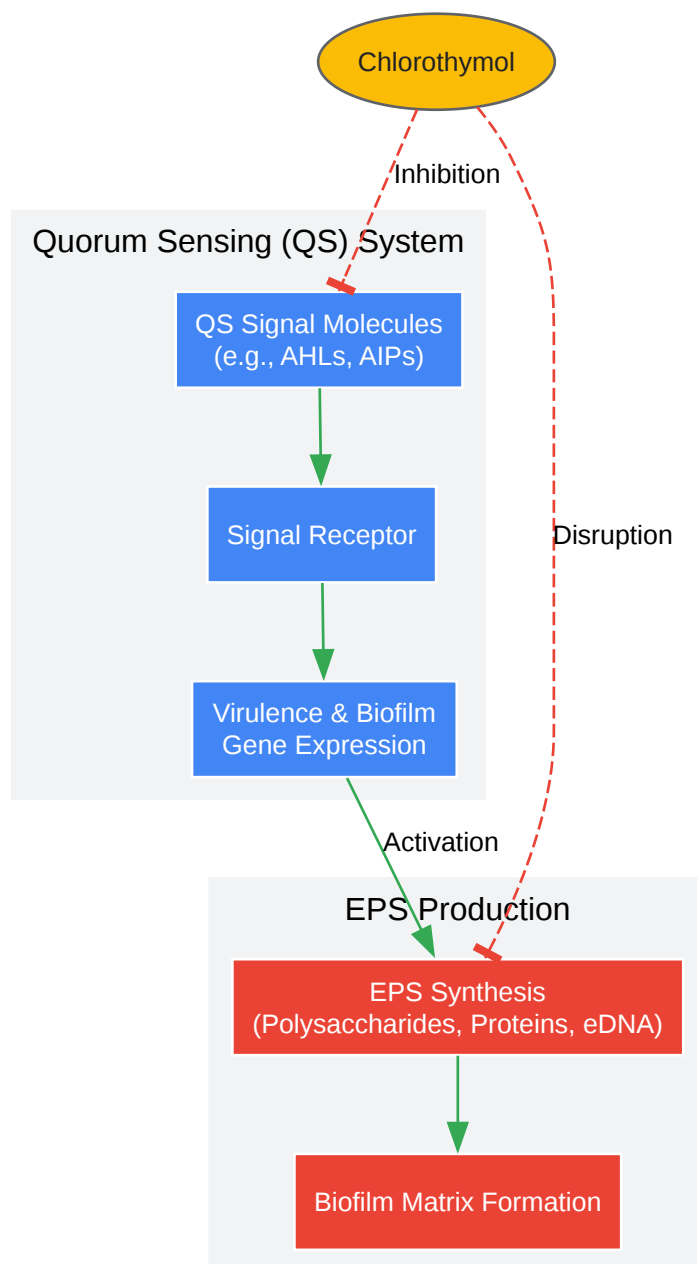 Chlorothymol
Inhibition
Quorum Sensing (QS) System
QS Signal Molecules
(e.g., AHLs, AIPs)
Signal Receptor
Disruption
Virulence & Biofilm
Gene Expression
Activation
EPS Production
EPS Synthesis
(Polysaccharides, Proteins, eDNA)
Biofilm Matrix Formation